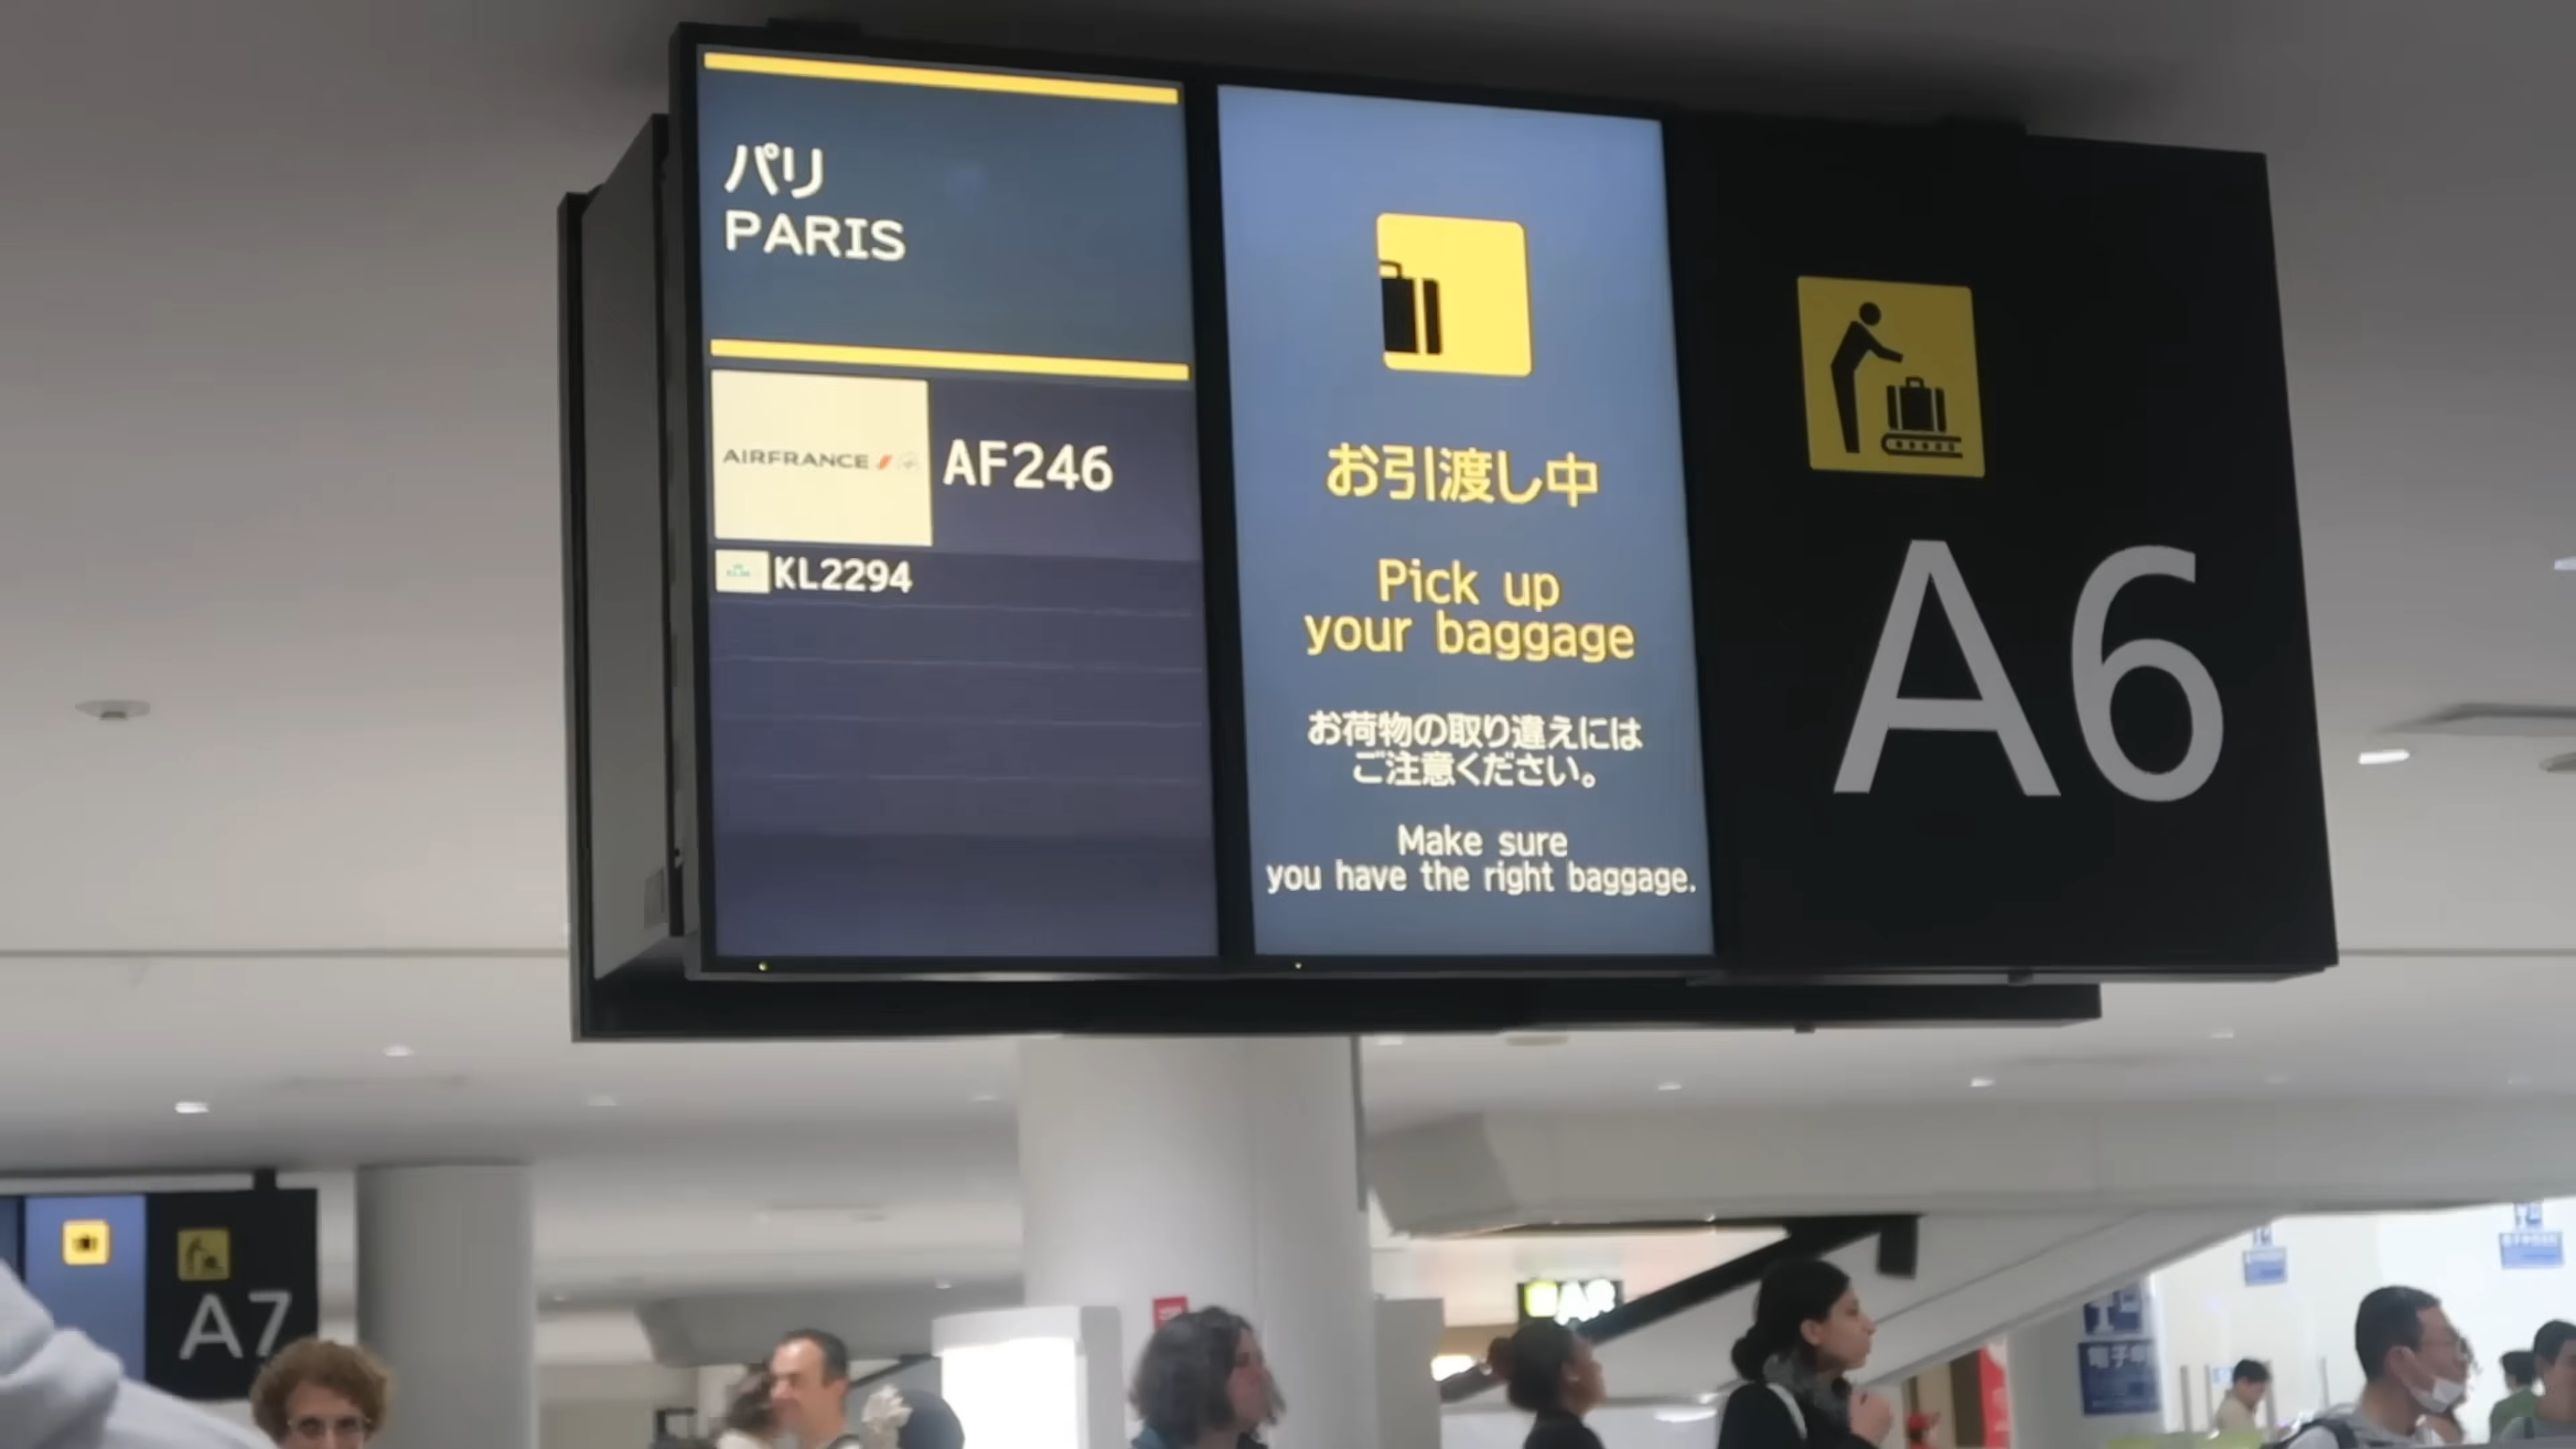 パリ
PARIS
AIRFRANCE
AF246
KL2294
お引渡し中
Pick up
your baggage
お荷物の取り違えには
ご注意ください。
Make sure
you have the right baggage.
A6
A7